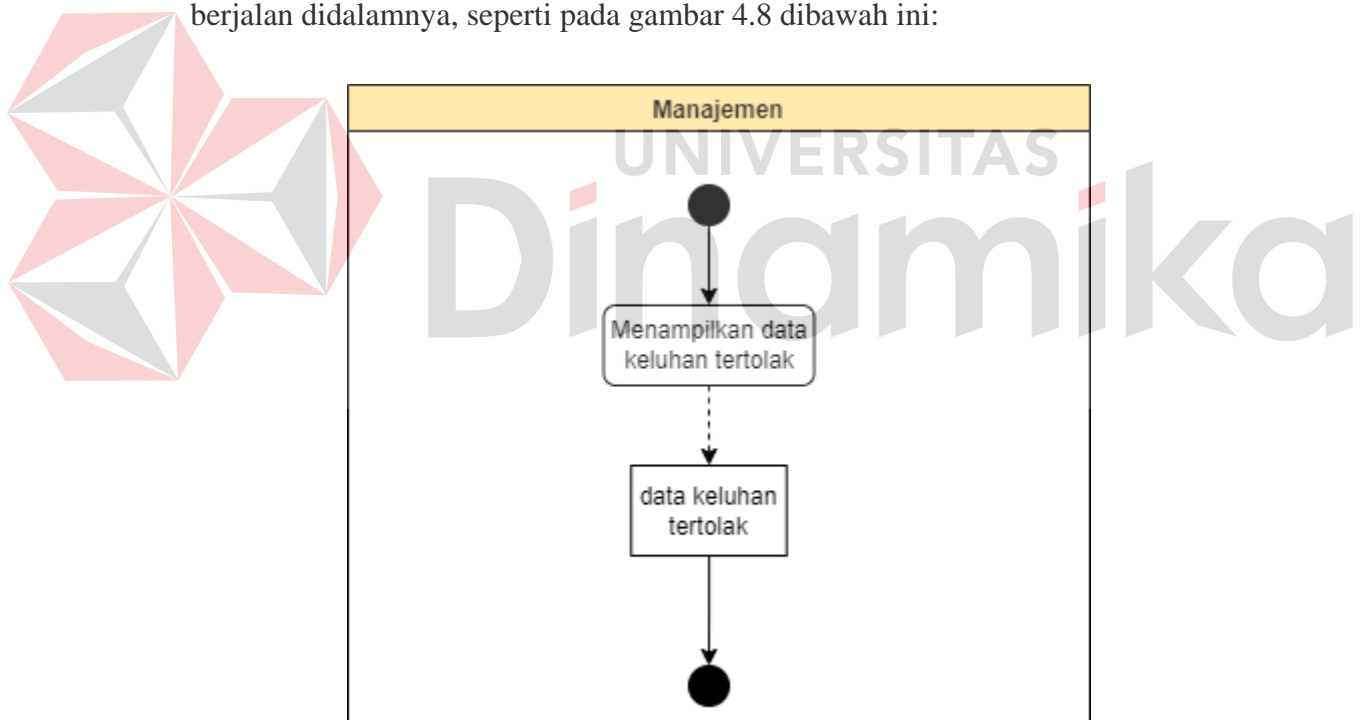 berjalan didalamnya, seperti pada gambar 4.8 dibawah ini:
Manajemen
UNIVERSITAS
Dinamika
Menampilkan data
keluhan tertolak
data keluhan
tertolak